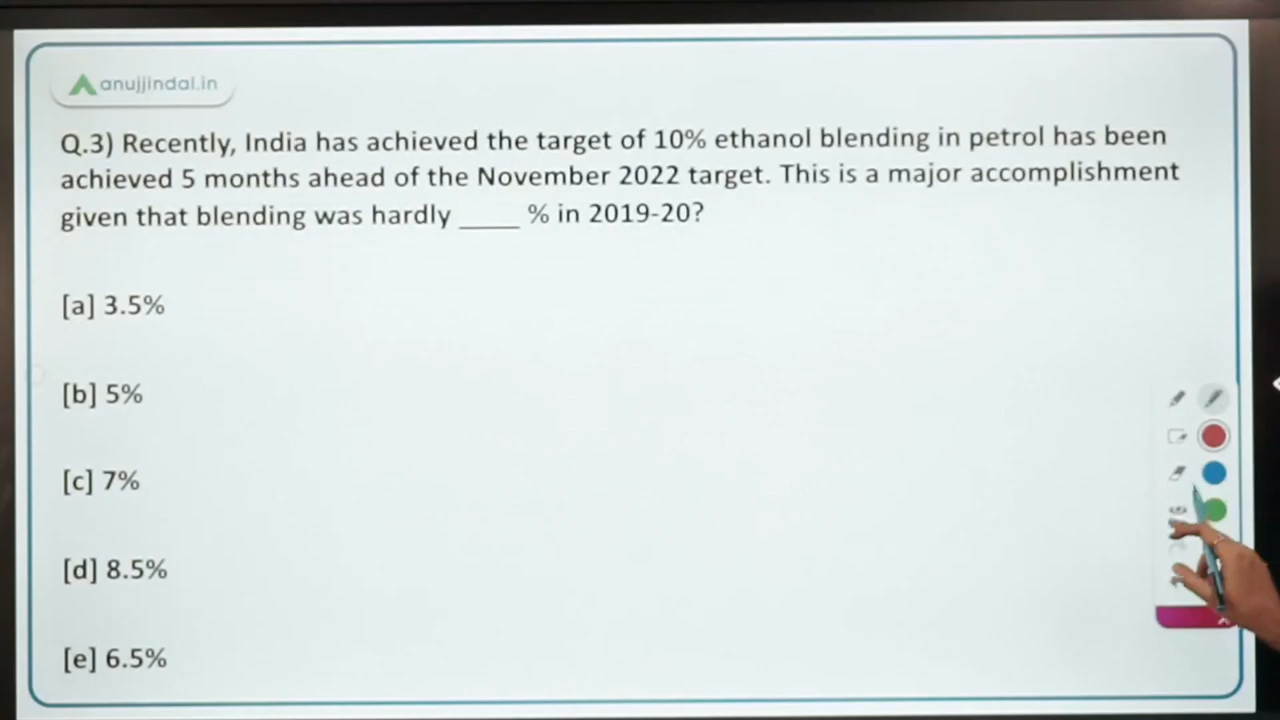 anujjindal.in
Q.3) Recently, India has achieved the target of 10% ethanol blending in petrol has been
achieved 5 months ahead of the November 2022 target. This is a major accomplishment
given that blending was hardly ____ % in 2019-20?
[a] 3.5%
[b] 5%
[c] 7%
[d] 8.5%
[e] 6.5%